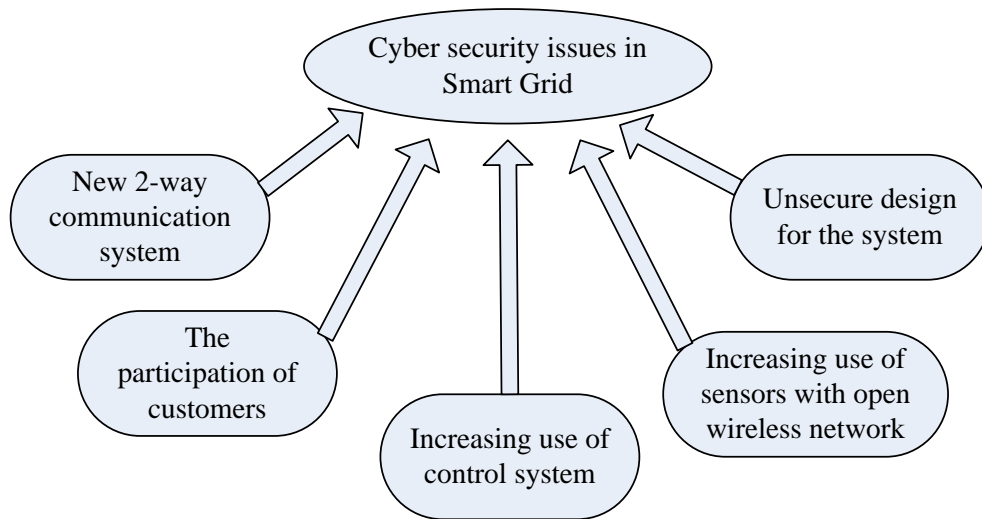 Cyber security issues in
Smart Grid
New 2-way
communication
system
Unsecure design
for the system
The
participation of
customers
Increasing use of
sensors with open
wireless network
Increasing use of
control system